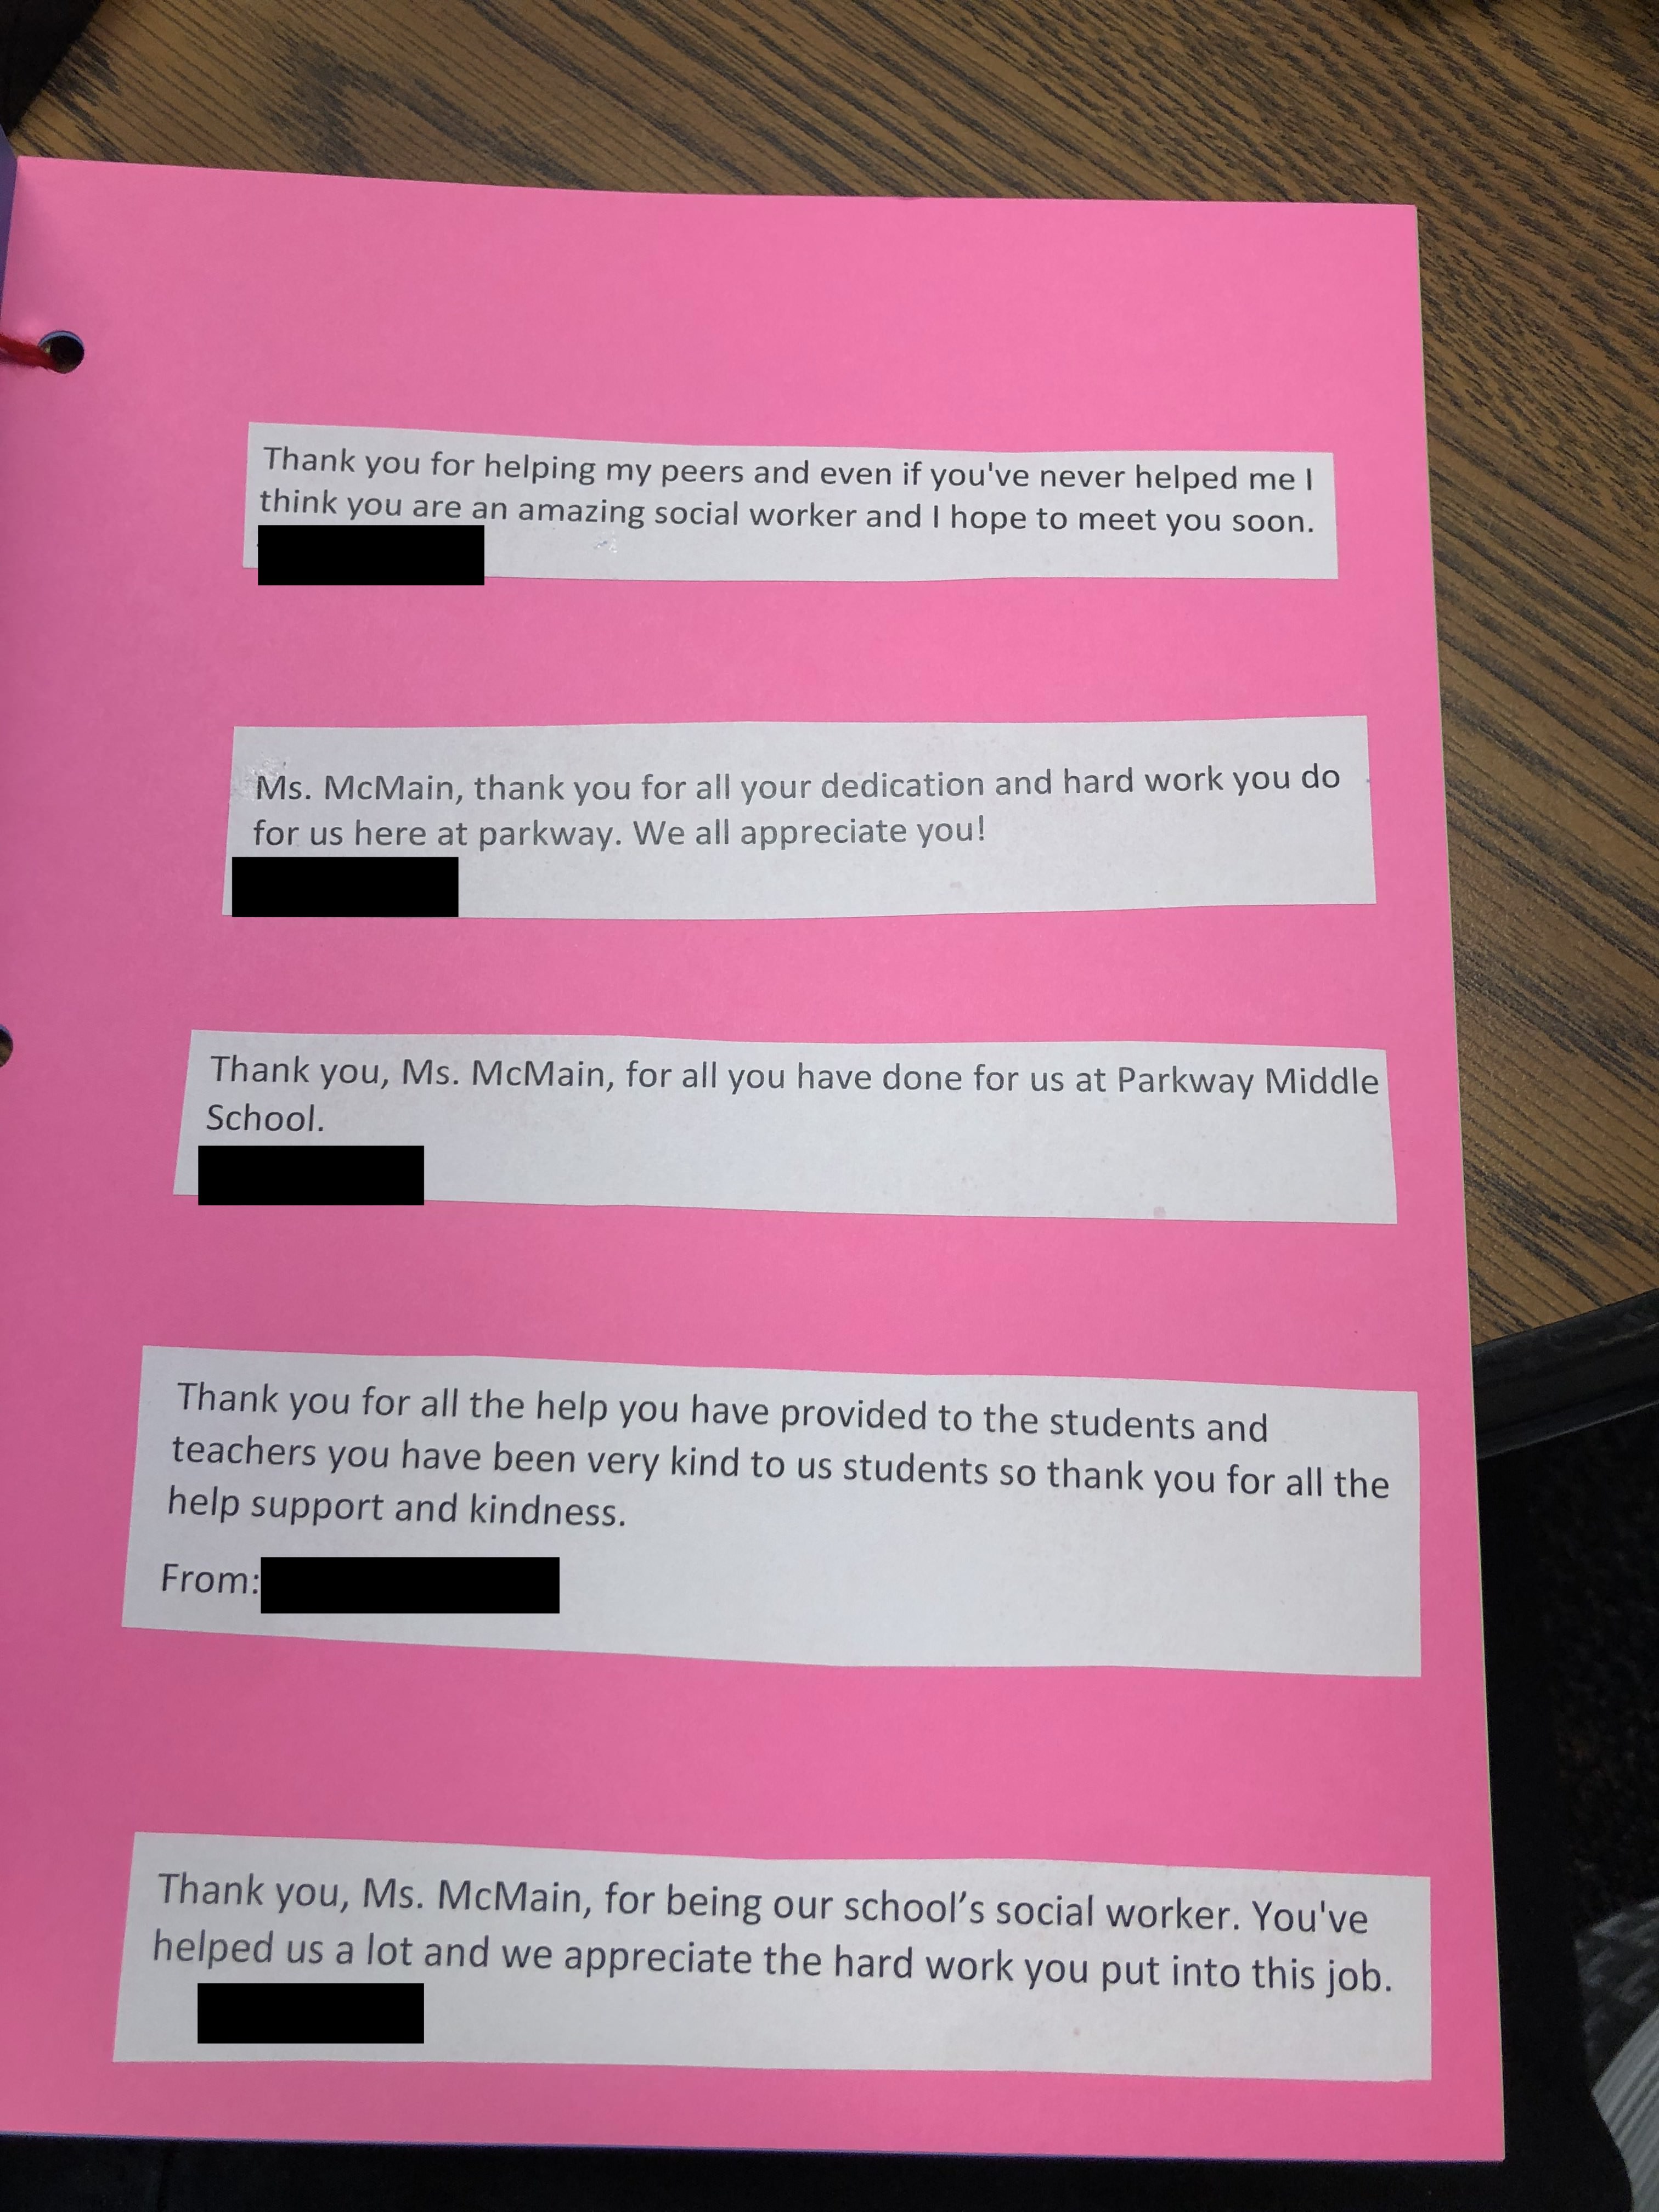 Thank you for helping my peers and even if you've never helped me I
think you are an amazing social worker and I hope to meet you soon.
Ms. McMain, thank you for all your dedication and hard work you do
for us here at parkway. We all appreciate you!
Thank you, Ms. McMain, for all you have done for us at Parkway Middle
School.
Thank you for all the help you have provided to the students and
teachers you have been very kind to us students so thank you for all the
help support and kindness.
From:
Thank you, Ms. McMain, for being our school’s social worker. You've
helped us a lot and we appreciate the hard work you put into this job.